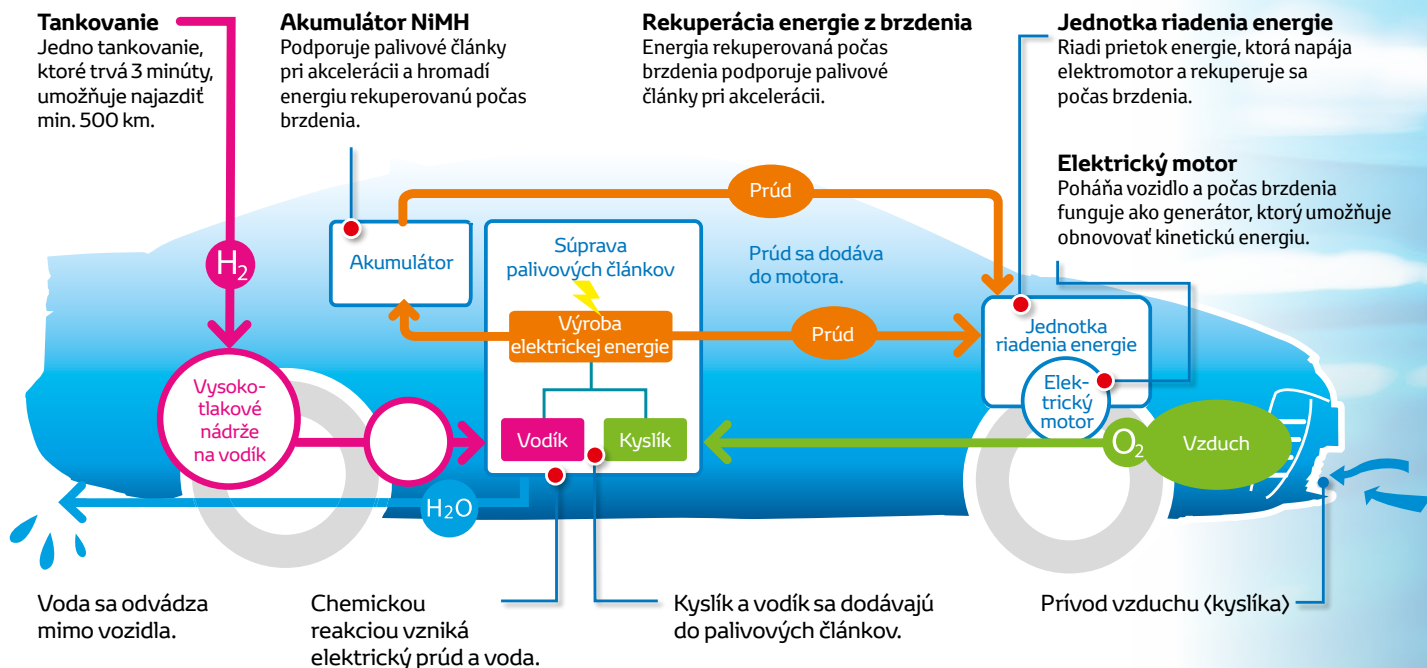 Tankovanie
Jedno tankovanie,
ktoré trvá 3 minúty,
umožňuje najazdiť
min. 500 km.
Akumulátor NiMH
Podporuje palivové články
pri akcelerácii a hromadí
energiu rekuperovanú počas
brzdenia.
Rekuperácia energie z brzdenia
Energia rekuperovaná počas
brzdenia podporuje palivové
články pri akcelerácii.
Jednotka riadenia energie
Riadi prietok energie, ktorá napája
elektromotor a rekuperuje sa
počas brzdenia.
Elektrický motor
Poháňa vozidlo a počas brzdenia
funguje ako generátor, ktorý umožňuje
obnovovať kinetickú energiu.
Prúd
H₂
Akumulátor
Súprava
palivových článkov
Prúd sa dodáva
do motora.
Výroba
elektrickej energie
Prúd
Jednotka
riadenia energie
Elek-
trický
motor
Vysoko-
tlakové
nádrže
na vodík
Vodík
Kyslík
O₂
Vzduch
H₂O
Voda sa odvádza
mimo vozidla.
Chemickou
reakciou vzniká
elektrický prúd a voda.
Kyslík a vodík sa dodávajú
do palivových článkov.
Prívod vzduchu (kyslíka)